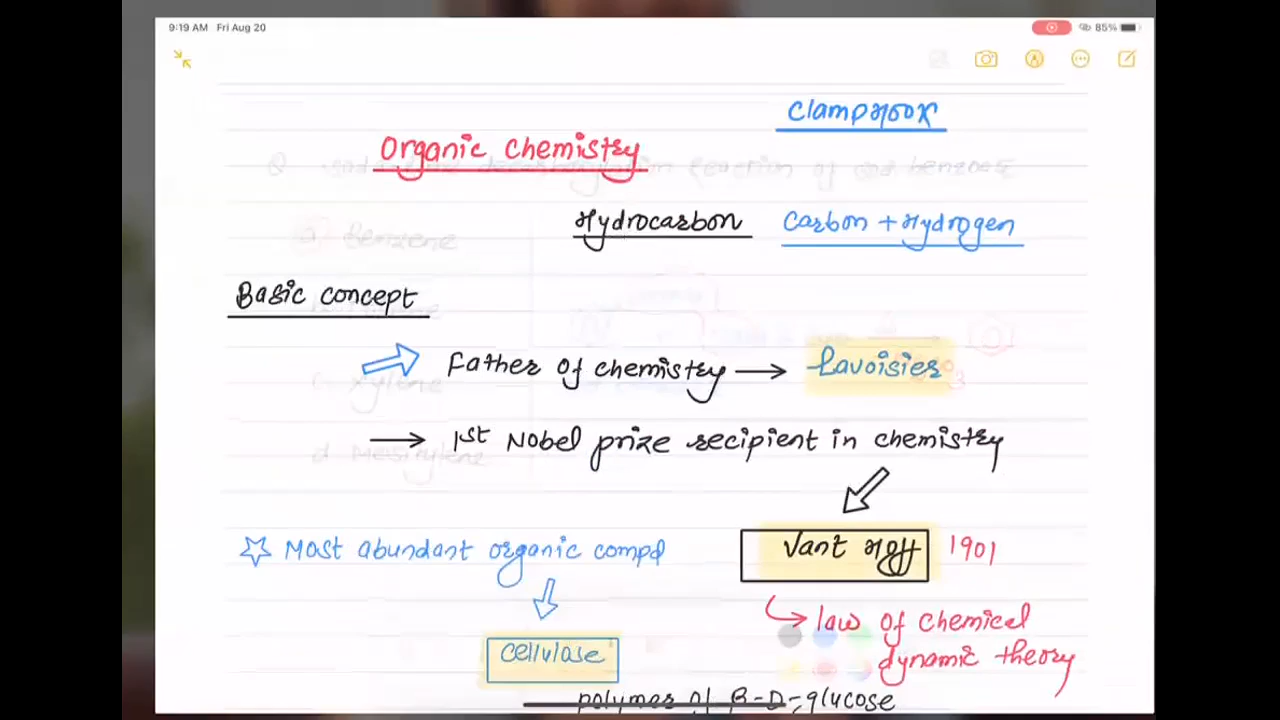 9:19 AM Fri Aug 20
85%
Organic chemistry
Hydrocarbon Carbon + Hydrogen
Basic concept
Father of chemistry → Lavoisier
→ 1st Nobel prize recipient in chemistry
☆ Most abundant organic compd
Vant Hoff 1901
law of chemical
dynamic theory
cellulase
polymer of β-D-glucose